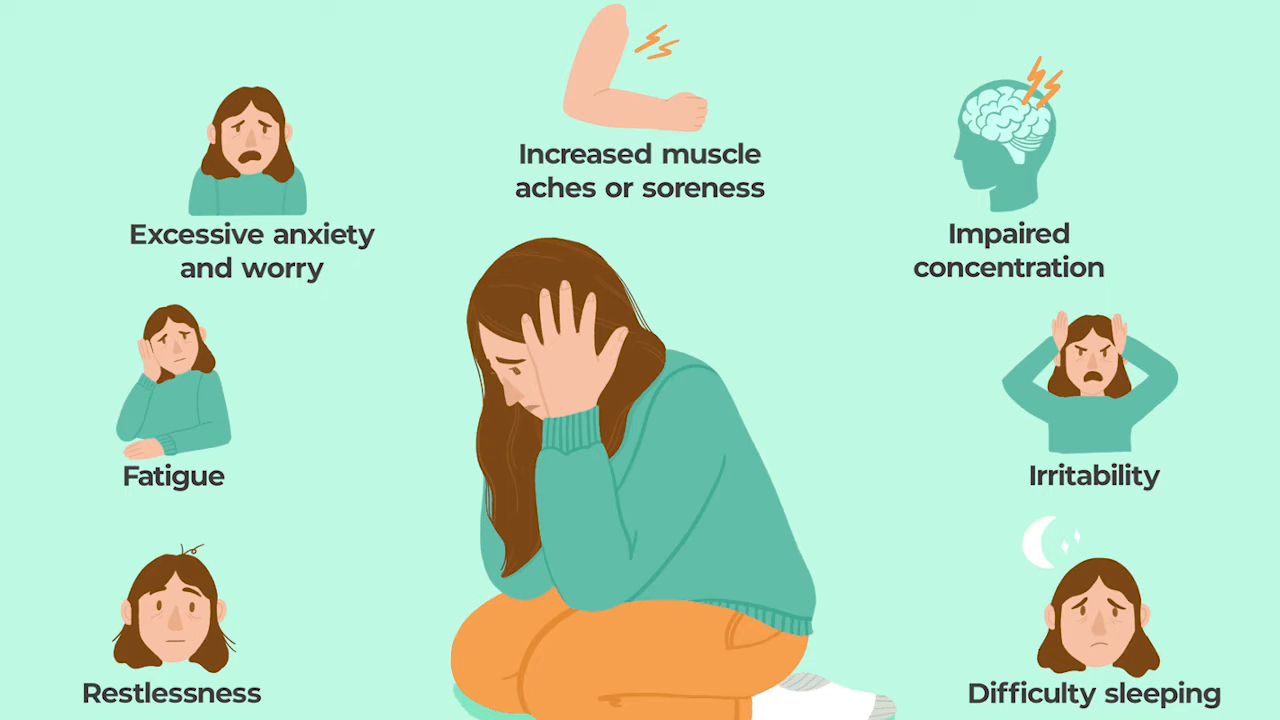 Increased muscle
aches or soreness
Excessive anxiety
and worry
Impaired
concentration
Fatigue
Irritability
Restlessness
Difficulty sleeping